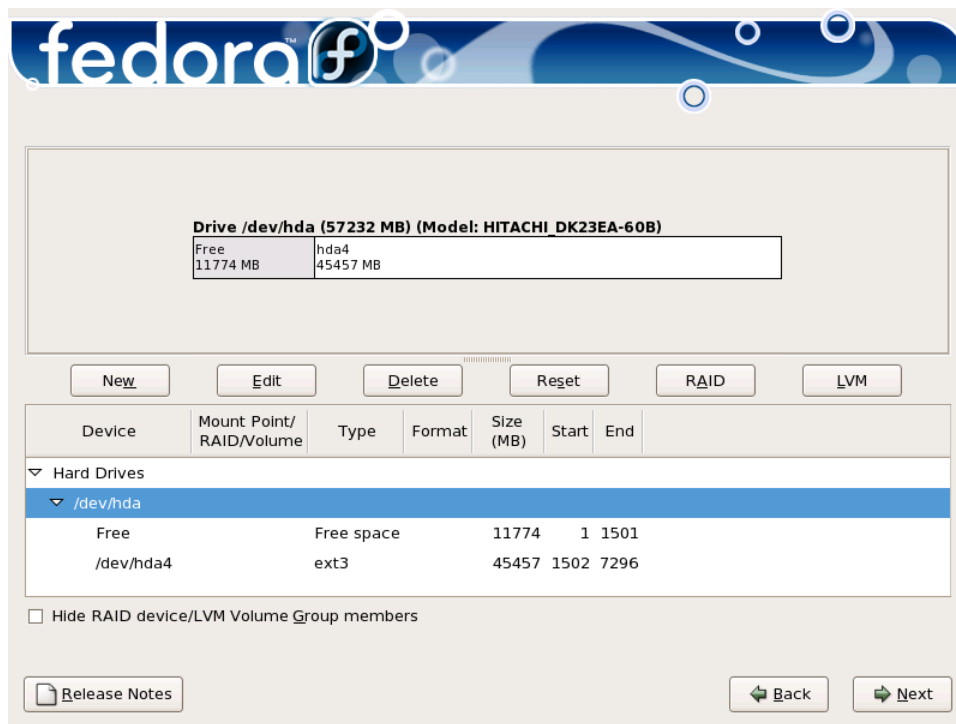 fedora™ f
Drive /dev/hda (57232 MB) (Model: HITACHI_DK23EA-60B)
Free hda4
11774 MB 45457 MB
New Edit Delete Reset RAID LVM
Device Mount Point/ RAID/Volume Type Format Size (MB) Start End
Hard Drives
/dev/hda
Free Free space 11774 1 1501
/dev/hda4 ext3 45457 1502 7296
Hide RAID device/LVM Volume Group members
Release Notes Back Next